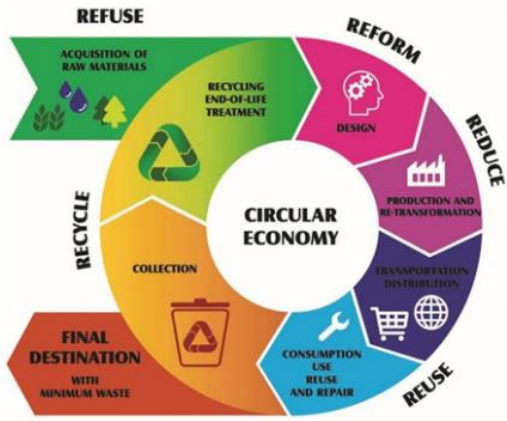 REFUSE
ACQUISITION OF
RAW MATERIALS
RECYCLING
END-OF-LIFE
TREATMENT
REFORM
DESIGN
REDUCE
PRODUCTION AND
RE-TRANSFORMATION
TRANSPORTATION
DISTRIBUTION
REUSE
CONSUMPTION
USE
REUSE
AND REPAIR
COLLECTION
RECYCLE
CIRCULAR
ECONOMY
FINAL
DESTINATION
WITH
MINIMUM WASTE